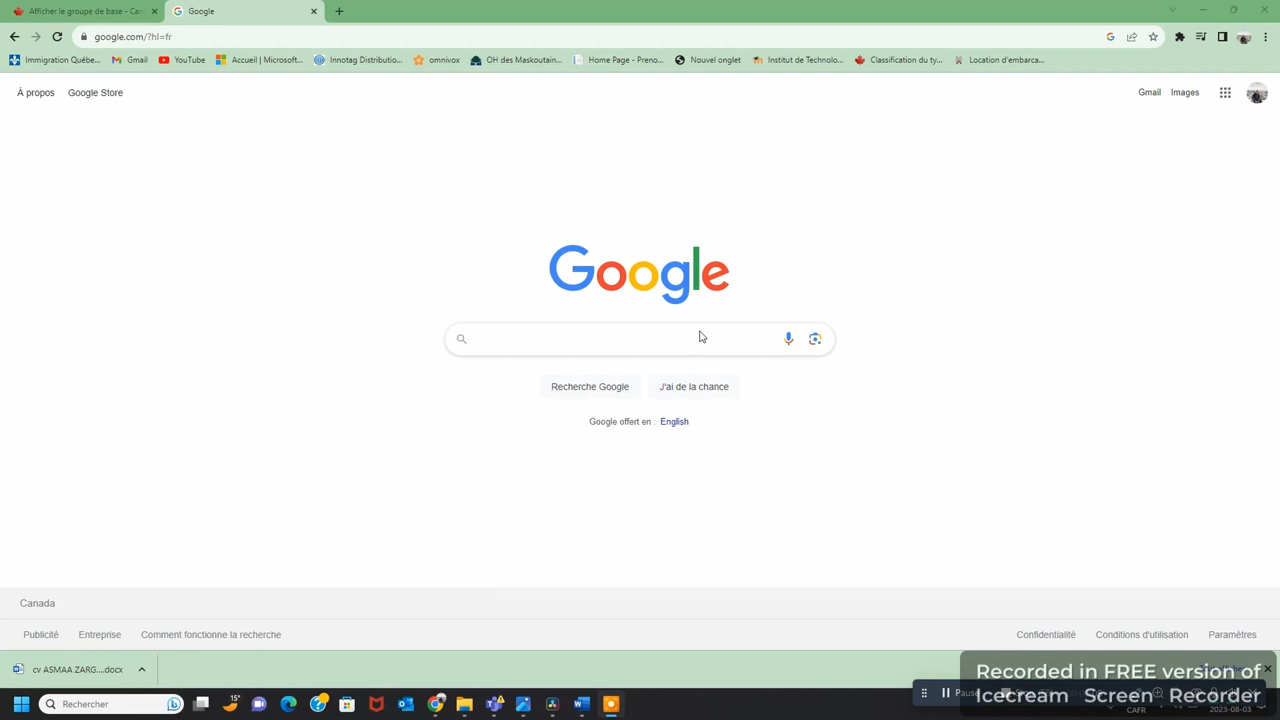 Afficher le groupe de base - Can
Google
google.com/?hl=fr
Immigration Québe...
Gmail
YouTube
Accueil | Microsoft...
Innotag Distributio...
omnivox
OH des Maskoutain...
Home Page - Preno...
Nouvel onglet
Institut de Technolo...
Classification du ty...
Location d'embarca...
À propos
Google Store
Gmail
Images
Google
Recherche Google
J'ai de la chance
Google offert en : English
Canada
Publicité
Entreprise
Comment fonctionne la recherche
Confidentialité
Conditions d'utilisation
Paramètres
cv ASMAA ZARG....docx
Recorded in FREE version of
Icecream Screen Recorder
Pause
Rechercher
15°
CAFR
2023-08-03